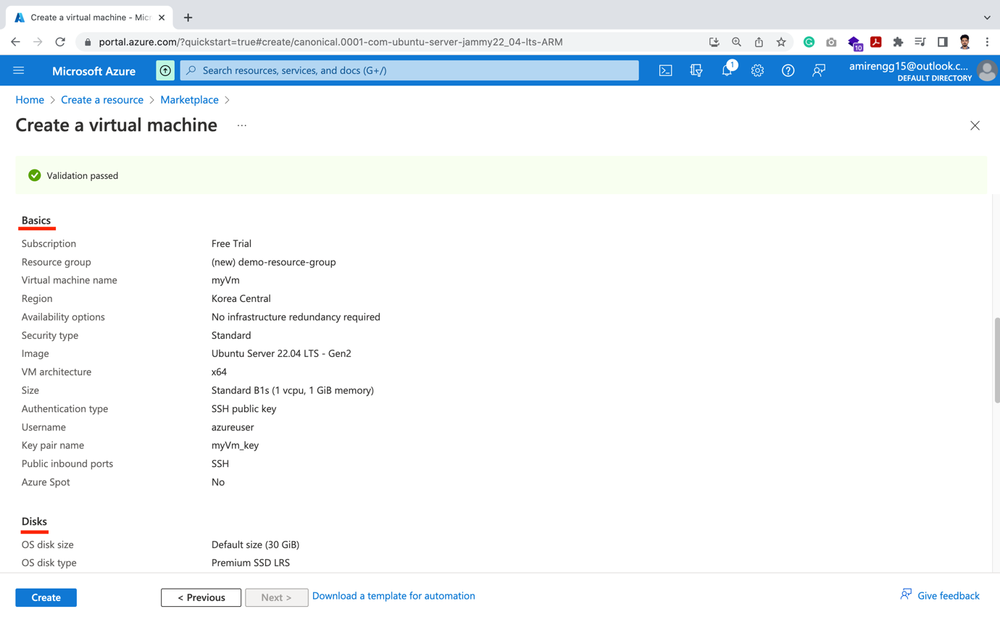 Create a virtual machine - Micr
portal.azure.com/?quickstart=true#create/canonical.0001-com-ubuntu-server-jammy22_04-lts-ARM
10
Microsoft Azure
Search resources, services, and docs (G+/)
1
amirengg15@outlook.c...
DEFAULT DIRECTORY
Home > Create a resource > Marketplace >
Create a virtual machine ...
Validation passed
Basics
Subscription Free Trial
Resource group (new) demo-resource-group
Virtual machine name myVm
Region Korea Central
Availability options No infrastructure redundancy required
Security type Standard
Image Ubuntu Server 22.04 LTS - Gen2
VM architecture x64
Size Standard B1s (1 vcpu, 1 GiB memory)
Authentication type SSH public key
Username azureuser
Key pair name myVm_key
Public inbound ports SSH
Azure Spot No
Disks
OS disk size Default size (30 GiB)
OS disk type Premium SSD LRS
Create < Previous Next > Download a template for automation Give feedback